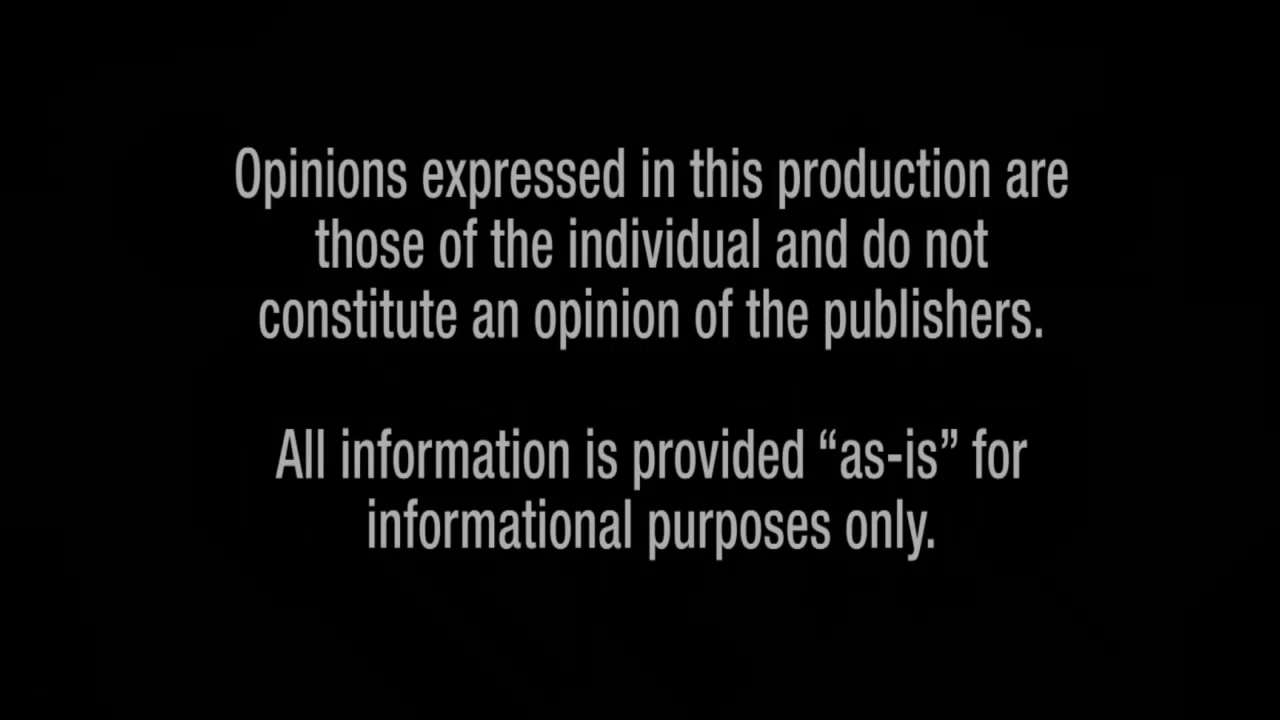 Opinions expressed in this production are
those of the individual and do not
constitute an opinion of the publishers.
All information is provided “as-is” for
informational purposes only.